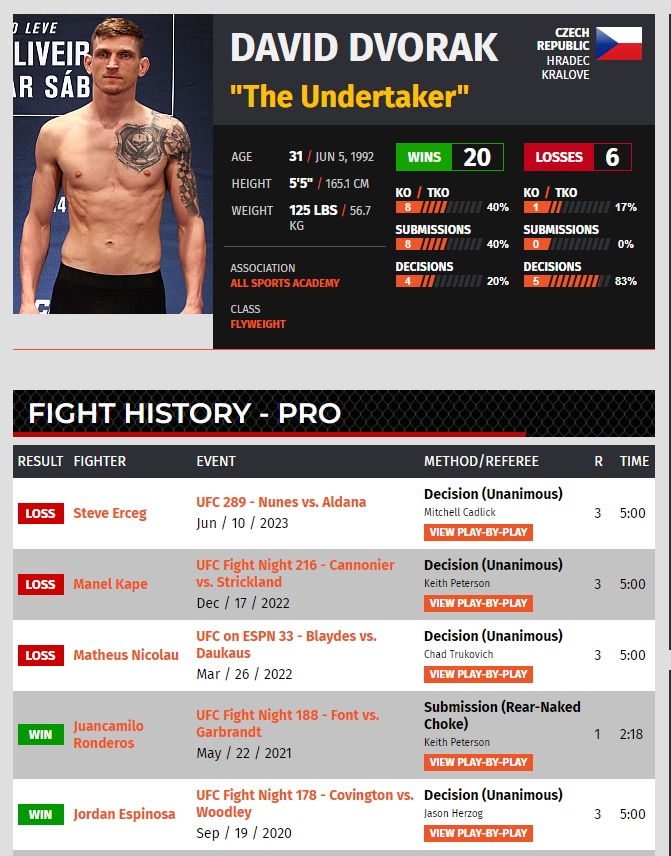 O LEVE
LIVEIR
AR SÁB
DAVID DVORAK
"The Undertaker"
CZECH
REPUBLIC
HRADEC
KRALOVE
AGE 31 / JUN 5, 1992
HEIGHT 5'5" / 165.1 CM
WEIGHT 125 LBS / 56.7
KG
ASSOCIATION
ALL SPORTS ACADEMY
CLASS
FLYWEIGHT
WINS 20
KO / TKO
8 40%
SUBMISSIONS
8 40%
DECISIONS
4 20%
LOSSES 6
KO / TKO
1 17%
SUBMISSIONS
0 0%
DECISIONS
5 83%
FIGHT HISTORY - PRO
RESULT FIGHTER EVENT METHOD/REFEREE R TIME
LOSS Steve Erceg
UFC 289 - Nunes vs. Aldana
Jun / 10 / 2023
Decision (Unanimous)
Mitchell Cadlick
VIEW PLAY-BY-PLAY
3 5:00
LOSS Manel Kape
UFC Fight Night 216 - Cannonier
vs. Strickland
Dec / 17 / 2022
Decision (Unanimous)
Keith Peterson
VIEW PLAY-BY-PLAY
3 5:00
LOSS Matheus Nicolau
UFC on ESPN 33 - Blaydes vs.
Daukaus
Mar / 26 / 2022
Decision (Unanimous)
Chad Trukovich
VIEW PLAY-BY-PLAY
3 5:00
WIN Juancamilo
Ronderos
UFC Fight Night 188 - Font vs.
Garbrandt
May / 22 / 2021
Submission (Rear-Naked
Choke)
Keith Peterson
VIEW PLAY-BY-PLAY
1 2:18
WIN Jordan Espinosa
UFC Fight Night 178 - Covington vs.
Woodley
Sep / 19 / 2020
Decision (Unanimous)
Jason Herzog
VIEW PLAY-BY-PLAY
3 5:00